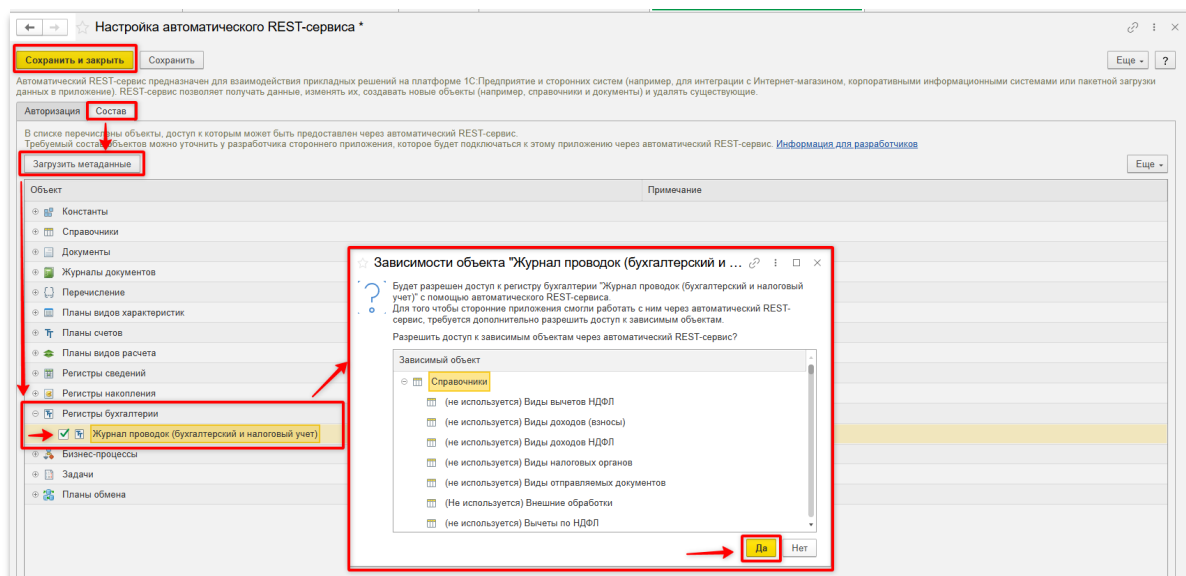 Настройка автоматического REST-сервиса *
Сохранить и закрыть
Сохранить
Еще
?
Автоматический REST-сервис предназначен для взаимодействия прикладных решений на платформе 1С:Предприятие и сторонних систем (например, для интеграции с Интернет-магазином, корпоративными информационными системами или пакетной загрузки
данных в приложение). REST-сервис позволяет получать данные, изменять их, создавать новые объекты (например, справочники и документы) и удалять существующие.
Авторизация
Состав
В списке перечислены объекты, доступ к которым может быть предоставлен через автоматический REST-сервис.
Требуемый состав объектов можно уточнить у разработчика стороннего приложения, которое будет подключаться к этому приложению через автоматический REST-сервис. Информация для разработчиков
Загрузить метаданные
Еще
Объект
Примечание
Константы
Справочники
Документы
Журналы документов
Перечисление
Планы видов характеристик
Планы счетов
Планы видов расчета
Регистры сведений
Регистры накопления
Регистры бухгалтерии
Журнал проводок (бухгалтерский и налоговый учет)
Бизнес-процессы
Задачи
Планы обмена
Зависимости объекта "Журнал проводок (бухгалтерский и ...
Будет разрешен доступ к регистру бухгалтерии "Журнал проводок (бухгалтерский и налоговый
учет)" с помощью автоматического REST-сервиса.
Для того чтобы сторонние приложения смогли работать с ним через автоматический REST-
сервис, требуется дополнительно разрешить доступ к зависимым объектам.
Разрешить доступ к зависимым объектам через автоматический REST-сервис?
Зависимый объект
Справочники
(не используется) Виды вычетов НДФЛ
(не используется) Виды доходов (взносы)
(не используется) Виды доходов НДФЛ
(не используется) Виды налоговых органов
(не используется) Виды отправляемых документов
(Не используется) Внешние обработки
(не используется) Вычеты по НДФЛ
Да
Нет